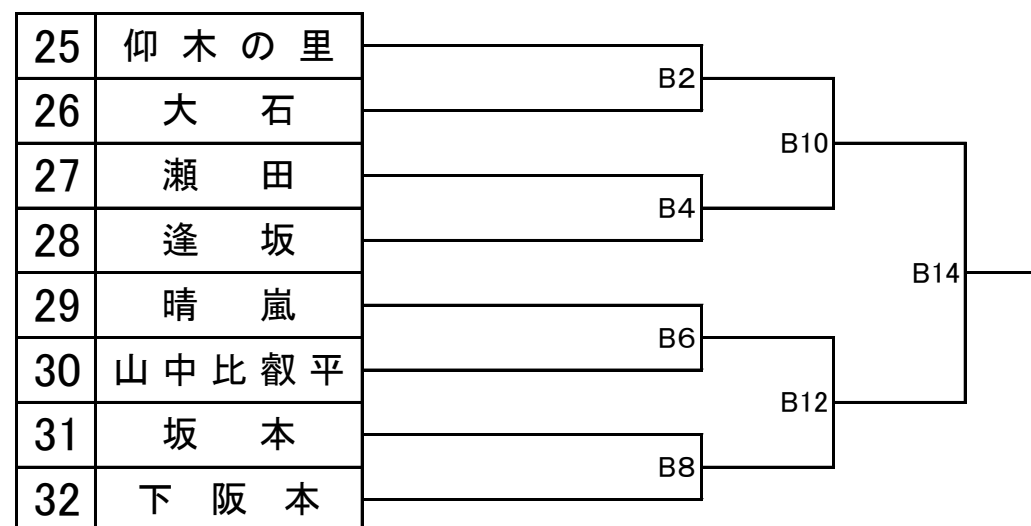 25 仰木の里
B2
26 大石
B10
27 瀬田
B4
28 逢坂
B14
29 晴嵐
B6
30 山中比叡平
B12
31 坂本
B8
32 下阪本